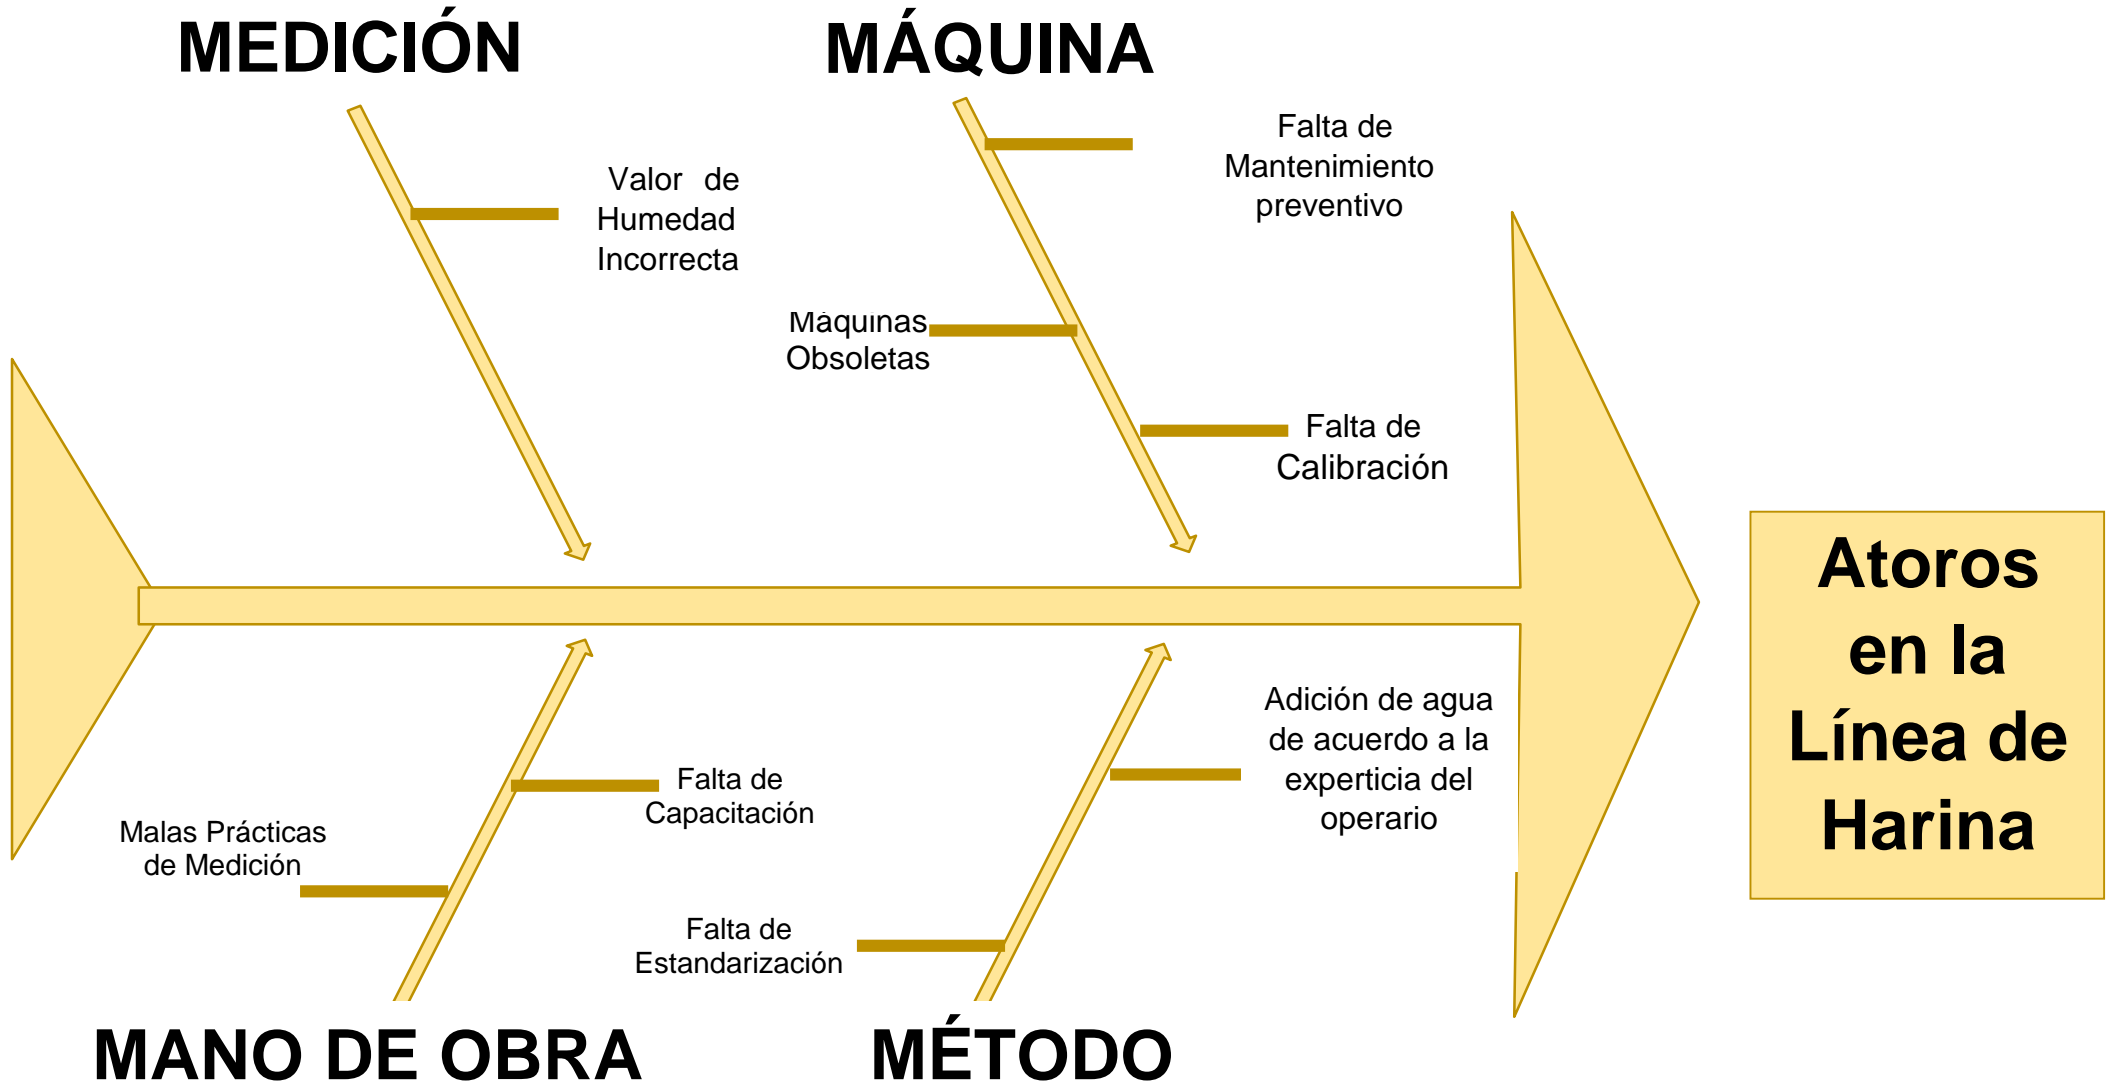 MEDICIÓN
MÁQUINA
Valor de
Humedad
Incorrecta
Falta de
Mantenimiento
preventivo
Máquinas
Obsoletas
Falta de
Calibración
Atoros
en la
Línea de
Harina
Malas Prácticas
de Medición
Falta de
Capacitación
Falta de
Estandarización
Adición de agua
de acuerdo a la
experticia del
operario
MANO DE OBRA
MÉTODO